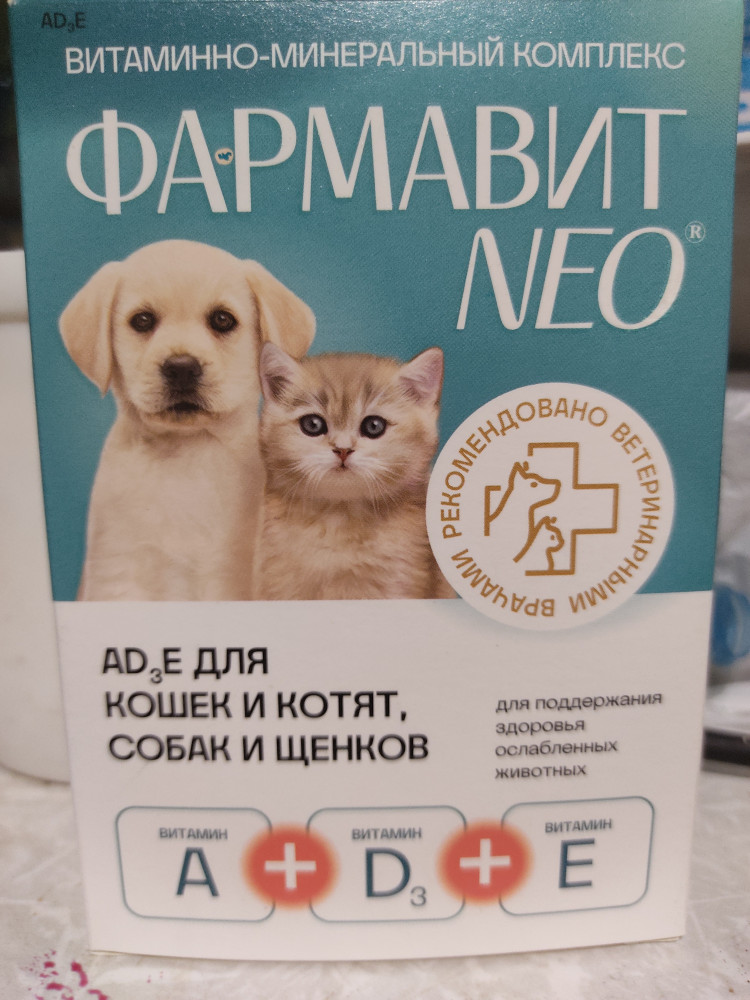 AD₃E
ВИТАМИННО-МИНЕРАЛЬНЫЙ КОМПЛЕКС
ФАРМАВИТ
NEO®
РЕКОМЕНДОВАНО ВЕТЕРИНАРНЫМИ ВРАЧАМИ
AD₃E ДЛЯ
КОШЕК И КОТЯТ,
СОБАК И ЩЕНКОВ
для поддержания
здоровья
ослабленных
животных
ВИТАМИН
A
+
ВИТАМИН
D₃
+
ВИТАМИН
E